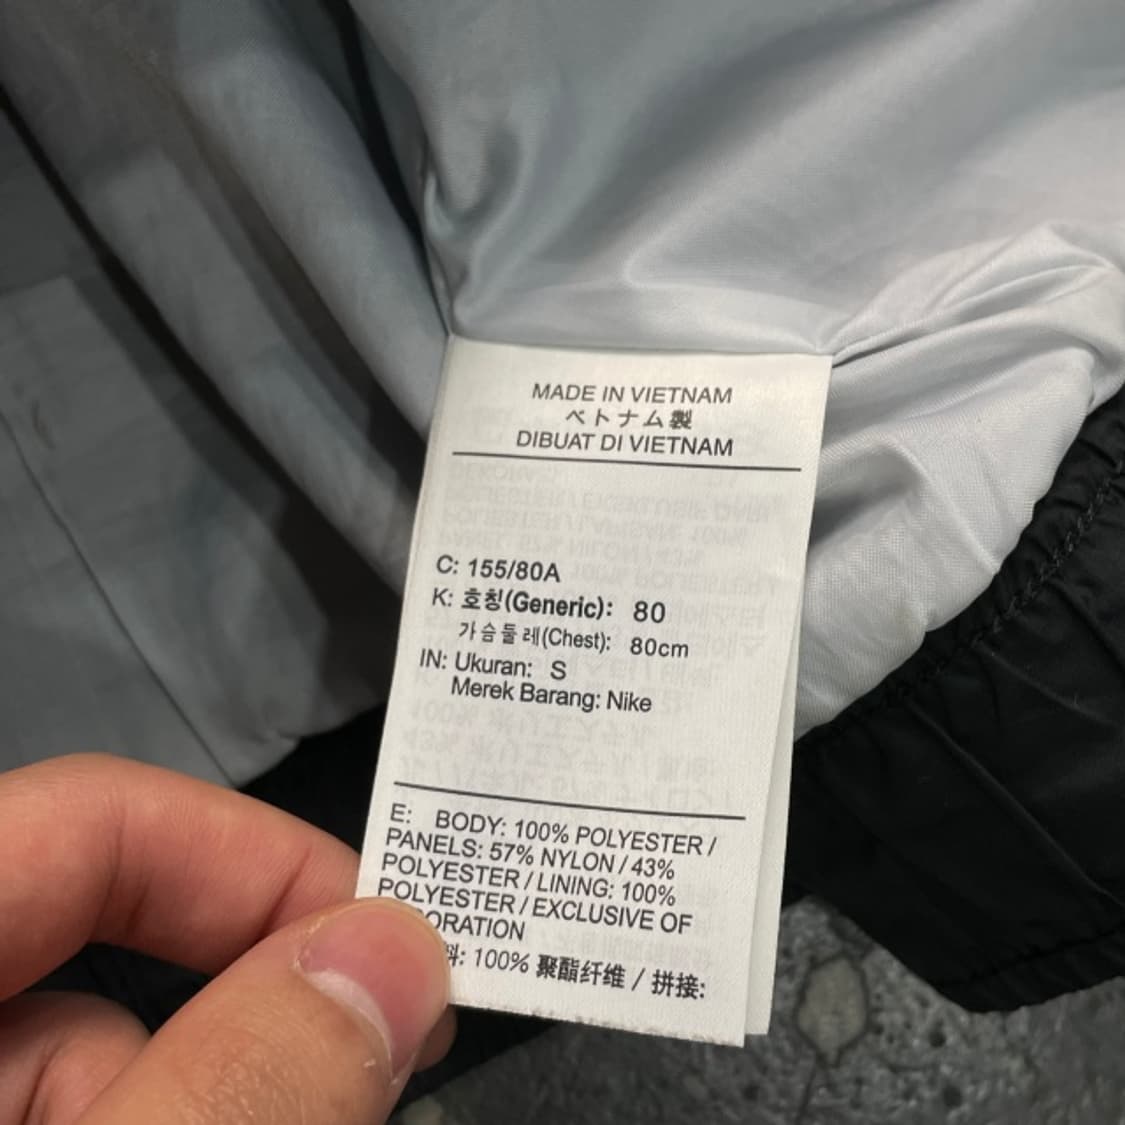 MADE IN VIETNAM
ベトナム製
DIBUAT DI VIETNAM
C: 155/80A
K: 호칭(Generic): 80
가슴둘레(Chest): 80cm
IN: Ukuran: S
Merek Barang: Nike
E: BODY: 100% POLYESTER /
PANELS: 57% NYLON / 43%
POLYESTER / LINING: 100%
POLYESTER / EXCLUSIVE OF
ORATION
料: 100% 聚酯纤维 / 拼接: